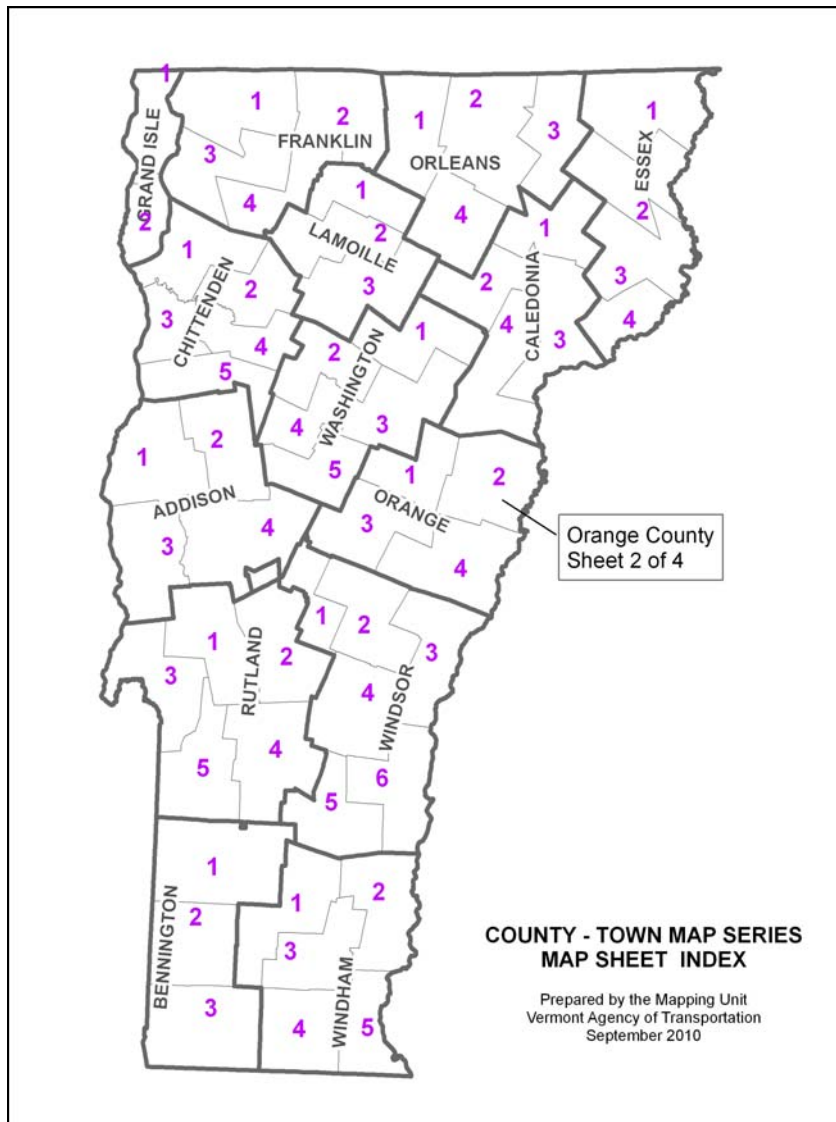 1
1
2
1
2
3
1
GRAND ISLE
3
FRANKLIN
ORLEANS
ESSEX
2
4
1
4
2
1
LAMOILLE
2
1
CHITTENDEN
2
3
2
CALEDONIA
3
3
4
3
4
4
5
2
1
WASHINGTON
4
3
5
1
2
ADDISON
3
4
1
ORANGE
2
3
4
Orange County
Sheet 2 of 4
1
RUTLAND
2
3
4
5
1
2
3
WINDSOR
4
6
5
1
BENNINGTON
2
3
1
2
3
WINDHAM
4
5
COUNTY - TOWN MAP SERIES
MAP SHEET INDEX
Prepared by the Mapping Unit
Vermont Agency of Transportation
September 2010